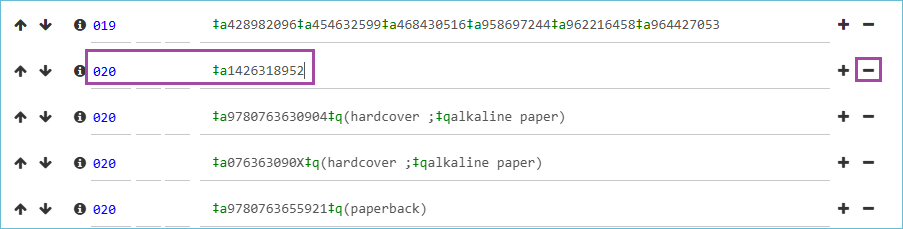 019 ‡a428982096‡a454632599‡a468430516‡a958697244‡a962216458‡a964427053
020 ‡a1426318952
020 ‡a9780763630904‡q(hardcover ;‡qalkaline paper)
020 ‡a076363090X‡q(hardcover ;‡qalkaline paper)
020 ‡a9780763655921‡q(paperback)